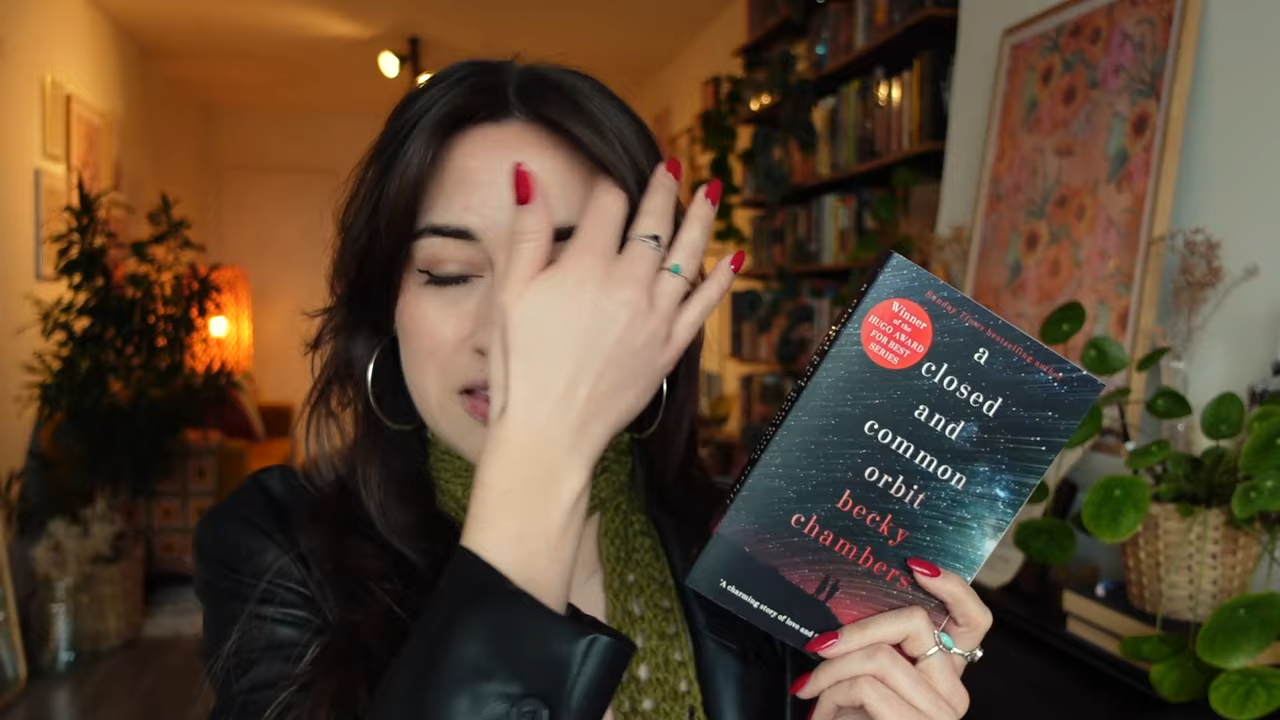 Sunday Times bestselling author
Winner
of the
HUGO AWARD
FOR BEST
SERIES
a
closed
and
common
orbit
becky
chambers
'A charming story of love and